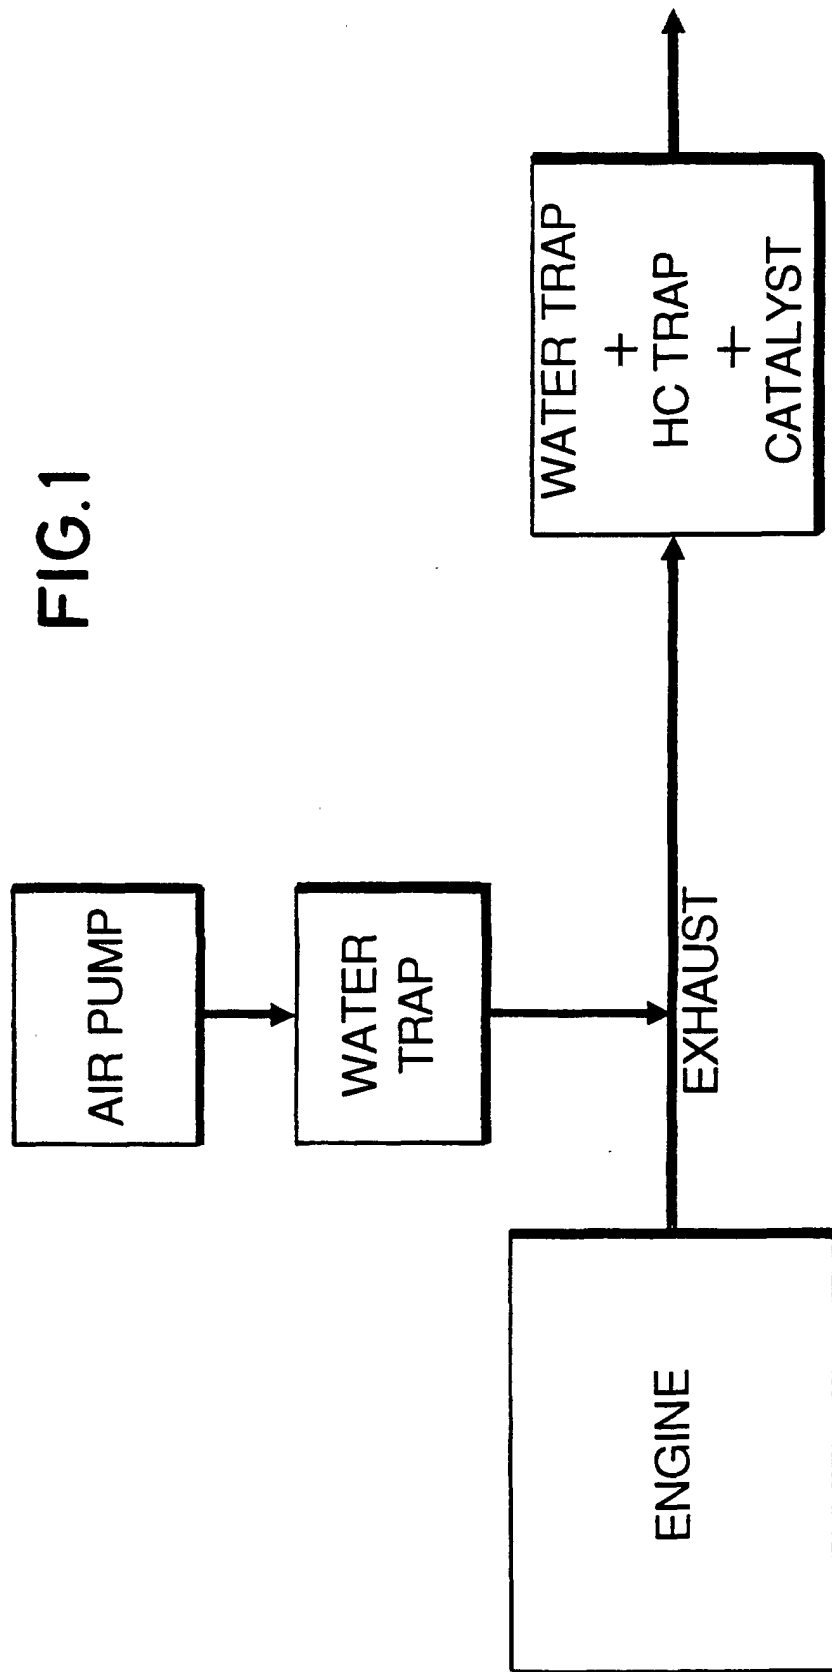 FIG.1
AIR PUMP
WATER
TRAP
ENGINE
EXHAUST
WATER TRAP
+
HC TRAP
+
CATALYST